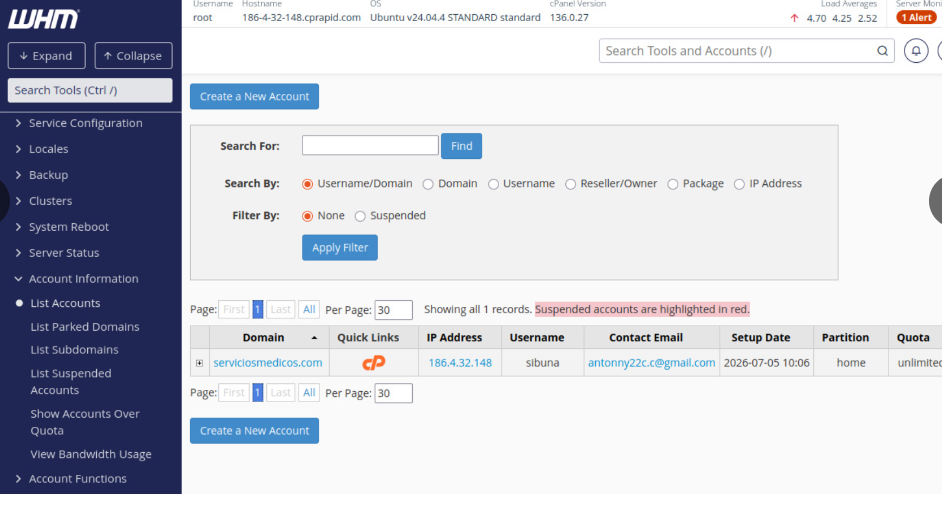 WHM
Username Hostname OS cPanel Version Load Averages Server Moni
root 186-4-32-148.cprapid.com Ubuntu v24.04.4 STANDARD standard 136.0.27 ↑ 4.70 4.25 2.52 1 Alert
↓ Expand ↑ Collapse
Search Tools and Accounts (/)
Search Tools (Ctrl /)
Service Configuration
Locales
Backup
Clusters
System Reboot
Server Status
Account Information
List Accounts
List Parked Domains
List Subdomains
List Suspended
Accounts
Show Accounts Over
Quota
View Bandwidth Usage
Account Functions
Create a New Account
Search For: Find
Search By: Username/Domain Domain Username Reseller/Owner Package IP Address
Filter By: None Suspended
Apply Filter
Page: First 1 Last All Per Page: 30 Showing all 1 records. Suspended accounts are highlighted in red.
Domain Quick Links IP Address Username Contact Email Setup Date Partition Quota
serviciosmedicos.com cP 186.4.32.148 sibuna antonny22c.c@gmail.com 2026-07-05 10:06 home unlimited
Page: First 1 Last All Per Page: 30
Create a New Account